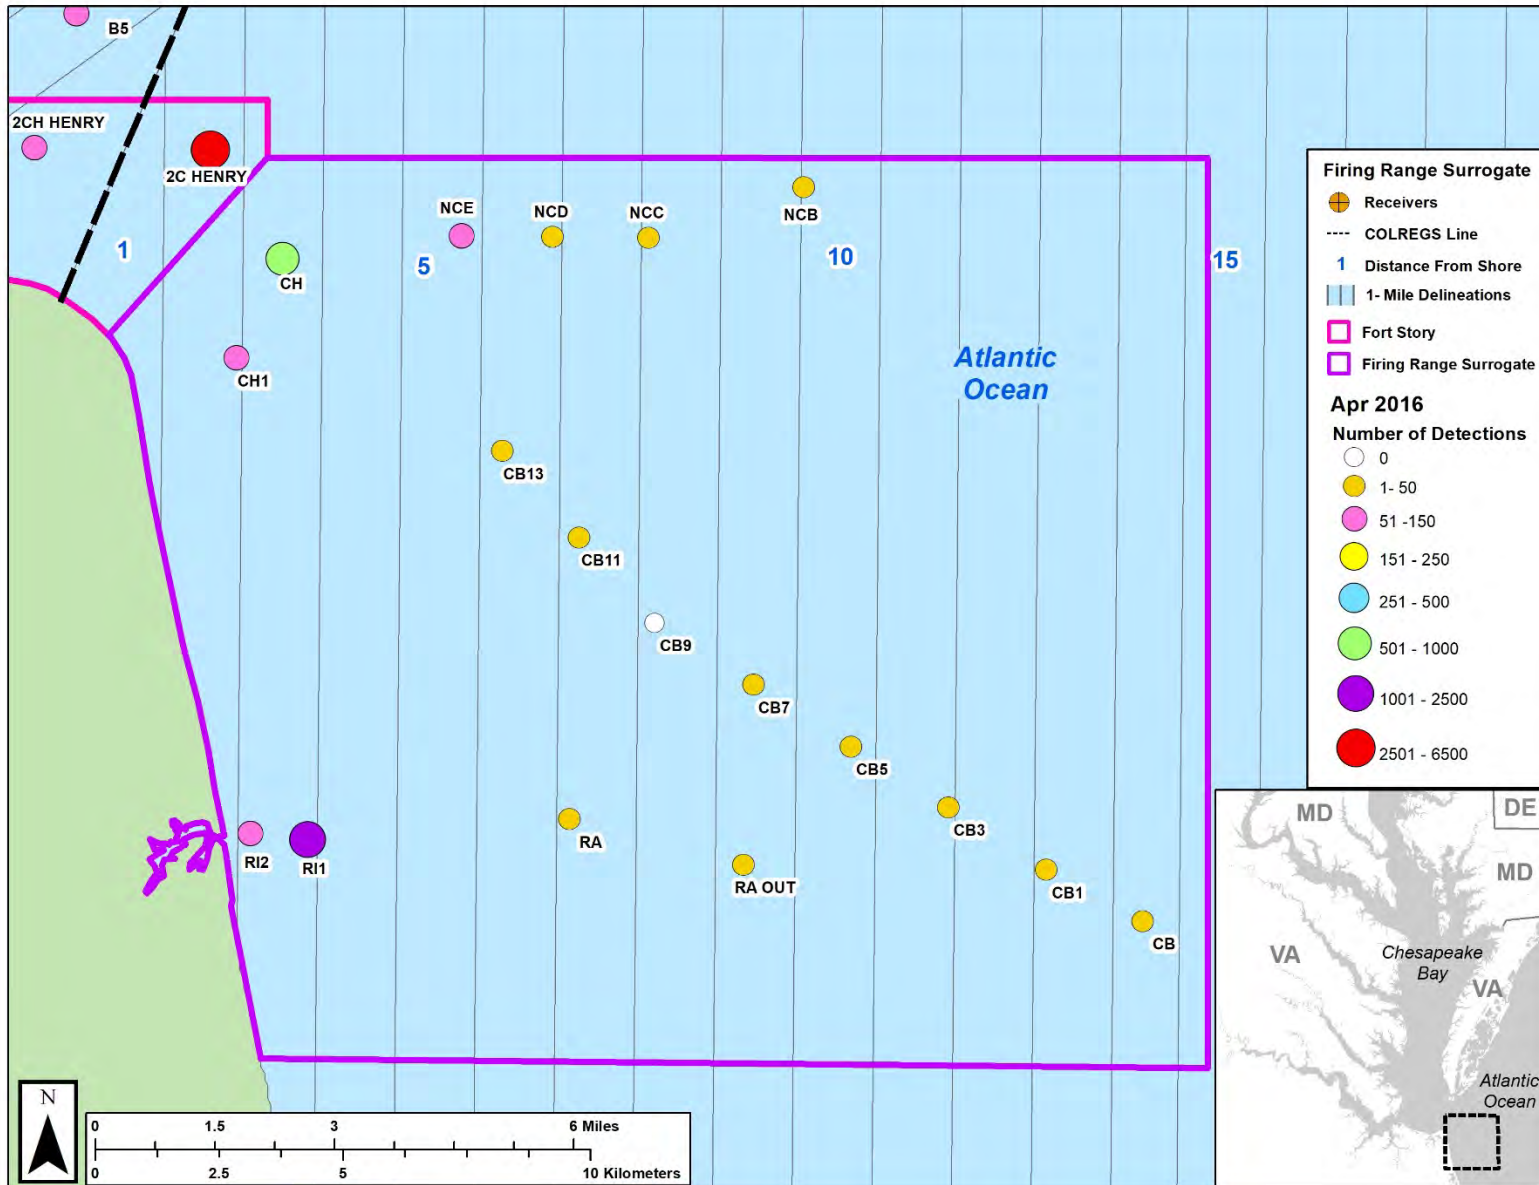 B5
2CH HENRY
2C HENRY
1
CH
CH1
5
NCE
NCD
NCC
NCB
10
15
Atlantic
Ocean
CB13
CB11
CB9
CB7
CB5
CB3
CB1
CB
RI2
RI1
RA
RA OUT
Firing Range Surrogate
Receivers
COLREGS Line
1 Distance From Shore
1- Mile Delineations
Fort Story
Firing Range Surrogate
Apr 2016
Number of Detections
0
1- 50
51 -150
151 - 250
251 - 500
501 - 1000
1001 - 2500
2501 - 6500
N
0 1.5 3 6 Miles
0 2.5 5 10 Kilometers
MD
DE
MD
VA
Chesapeake
Bay
VA
Atlantic
Ocean